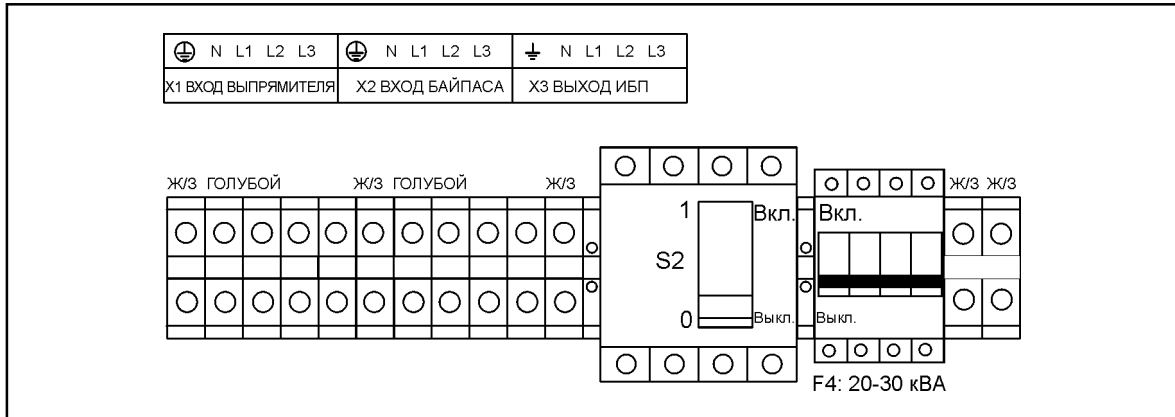 N L1 L2 L3 N L1 L2 L3 N L1 L2 L3
X1 ВХОД ВЫПРЯМИТЕЛЯ X2 ВХОД БАЙПАСА X3 ВЫХОД ИБП
Ж/З ГОЛУБОЙ Ж/З ГОЛУБОЙ Ж/З Ж/З Ж/З
1 Вкл. Вкл.
S2
0 Выкл. Выкл.
F4: 20-30 кВА